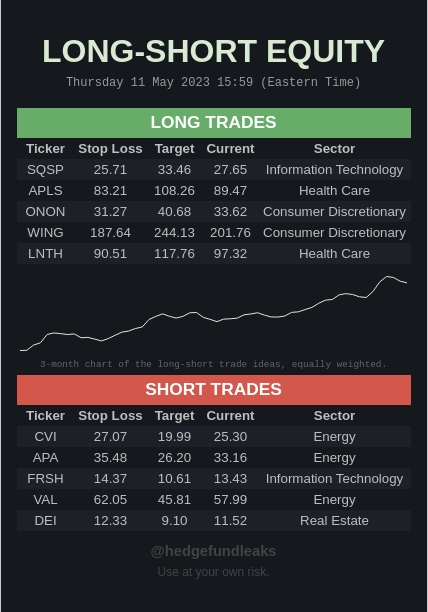 LONG-SHORT EQUITY
Thursday 11 May 2023 15:59 (Eastern Time)
LONG TRADES
Ticker Stop Loss Target Current Sector
SQSP 25.71 33.46 27.65 Information Technology
APLS 83.21 108.26 89.47 Health Care
ONON 31.27 40.68 33.62 Consumer Discretionary
WING 187.64 244.13 201.76 Consumer Discretionary
LNTH 90.51 117.76 97.32 Health Care
3-month chart of the long-short trade ideas, equally weighted.
SHORT TRADES
Ticker Stop Loss Target Current Sector
CVI 27.07 19.99 25.30 Energy
APA 35.48 26.20 33.16 Energy
FRSH 14.37 10.61 13.43 Information Technology
VAL 62.05 45.81 57.99 Energy
DEI 12.33 9.10 11.52 Real Estate
@hedgefundleaks
Use at your own risk.